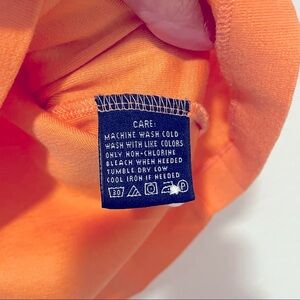 CARE:
MACHINE WASH COLD
WASH WITH LIKE COLORS
ONLY NON-CHLORINE
BLEACH WHEN NEEDED
TUMBLE DRY LOW
COOL IRON IF NEEDED
30 P